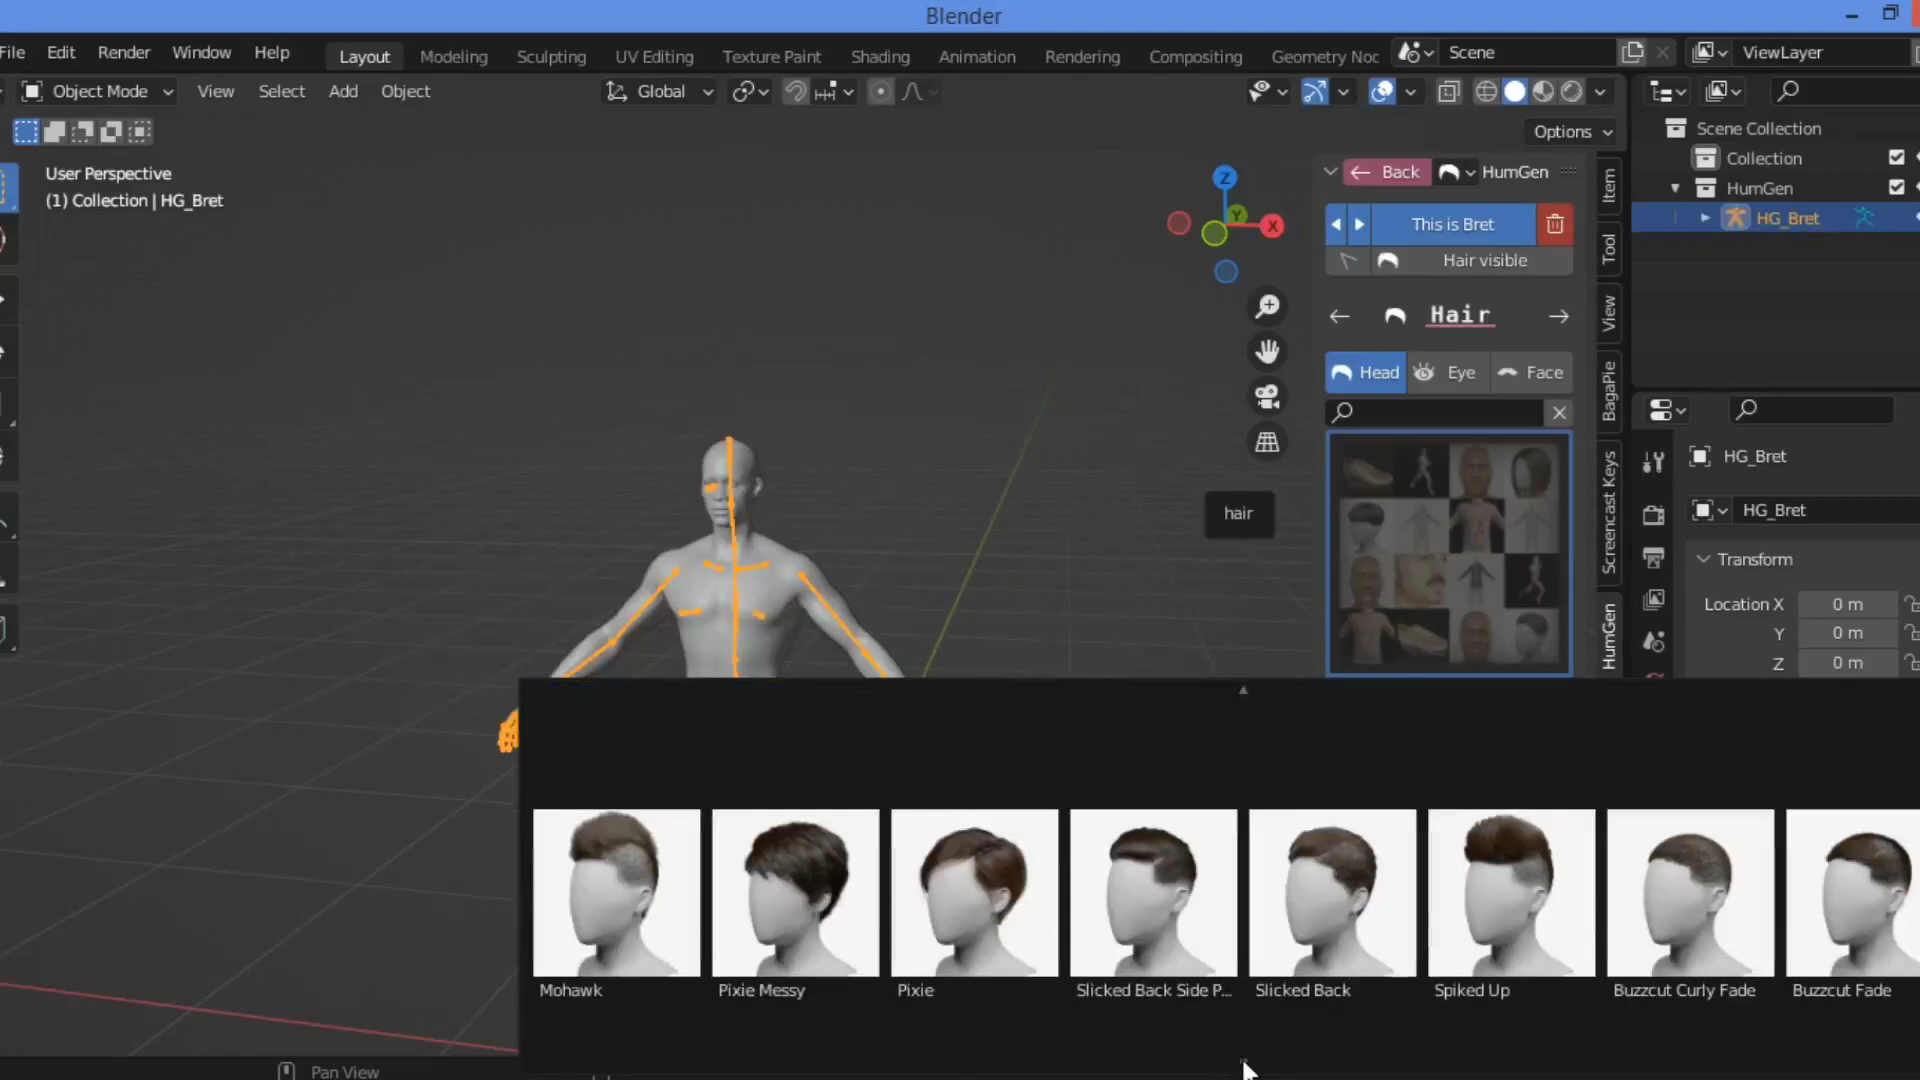 Blender
File Edit Render Window Help Layout Modeling Sculpting UV Editing Texture Paint Shading Animation Rendering Compositing Geometry Noc Scene ViewLayer
Object Mode View Select Add Object Global
Options
User Perspective
(1) Collection | HG_Bret
Z
Y
X
Back HumGen
This is Bret
Hair visible
Hair
Head Eye Face
hair
Item
Tool
View
BagaPie
Screencast Keys
HumGen
Scene Collection
Collection
HumGen
HG_Bret
HG_Bret
HG_Bret
Transform
Location X 0 m
Y 0 m
Z 0 m
Mohawk Pixie Messy Pixie Slicked Back Side P... Slicked Back Spiked Up Buzzcut Curly Fade Buzzcut Fade
Pan View